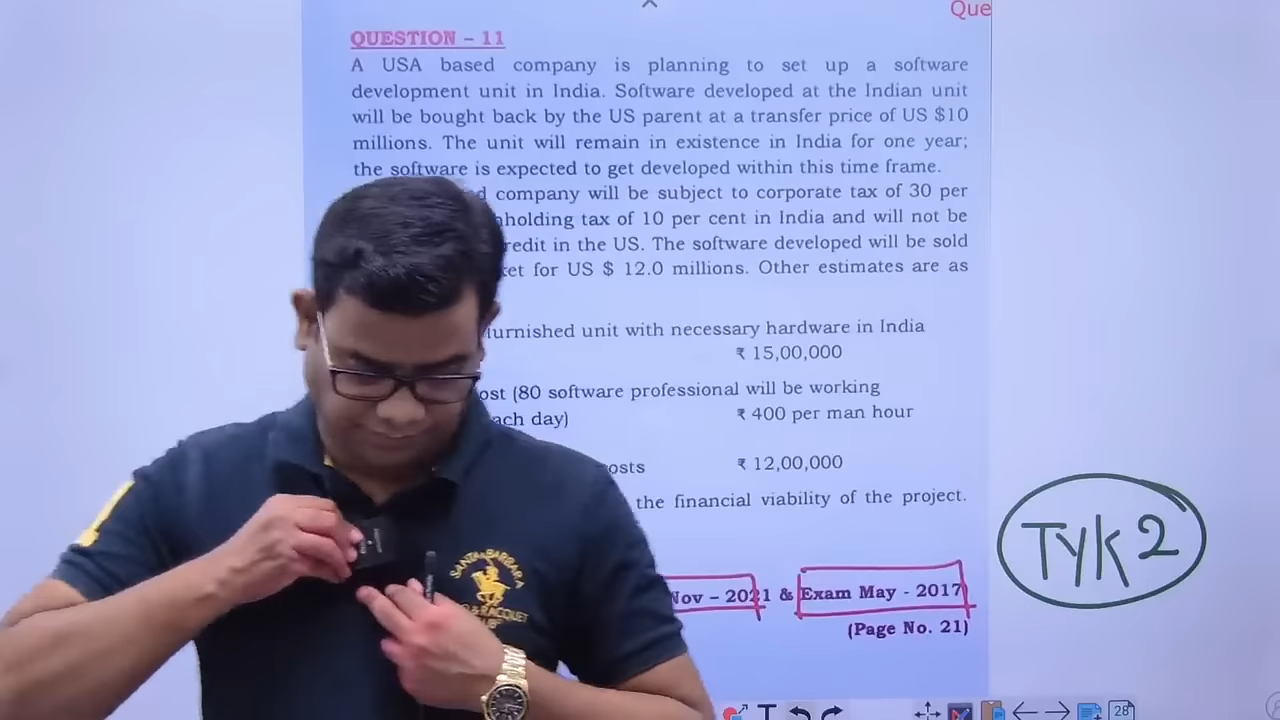 Que
QUESTION – 11
A USA based company is planning to set up a software
development unit in India. Software developed at the Indian unit
will be bought back by the US parent at a transfer price of US $10
millions. The unit will remain in existence in India for one year;
the software is expected to get developed within this time frame.
company will be subject to corporate tax of 30 per
tax of 10 per cent in India and will not be
in the US. The software developed will be sold
for US $ 12.0 millions. Other estimates are as
unit with necessary hardware in India
₹ 15,00,000
(80 software professional will be working
day)
₹ 400 per man hour
₹ 12,00,000
the financial viability of the project.
TYK 2
Nov – 2021 & Exam May - 2017
(Page No. 21)
SANTA BARBARA
28